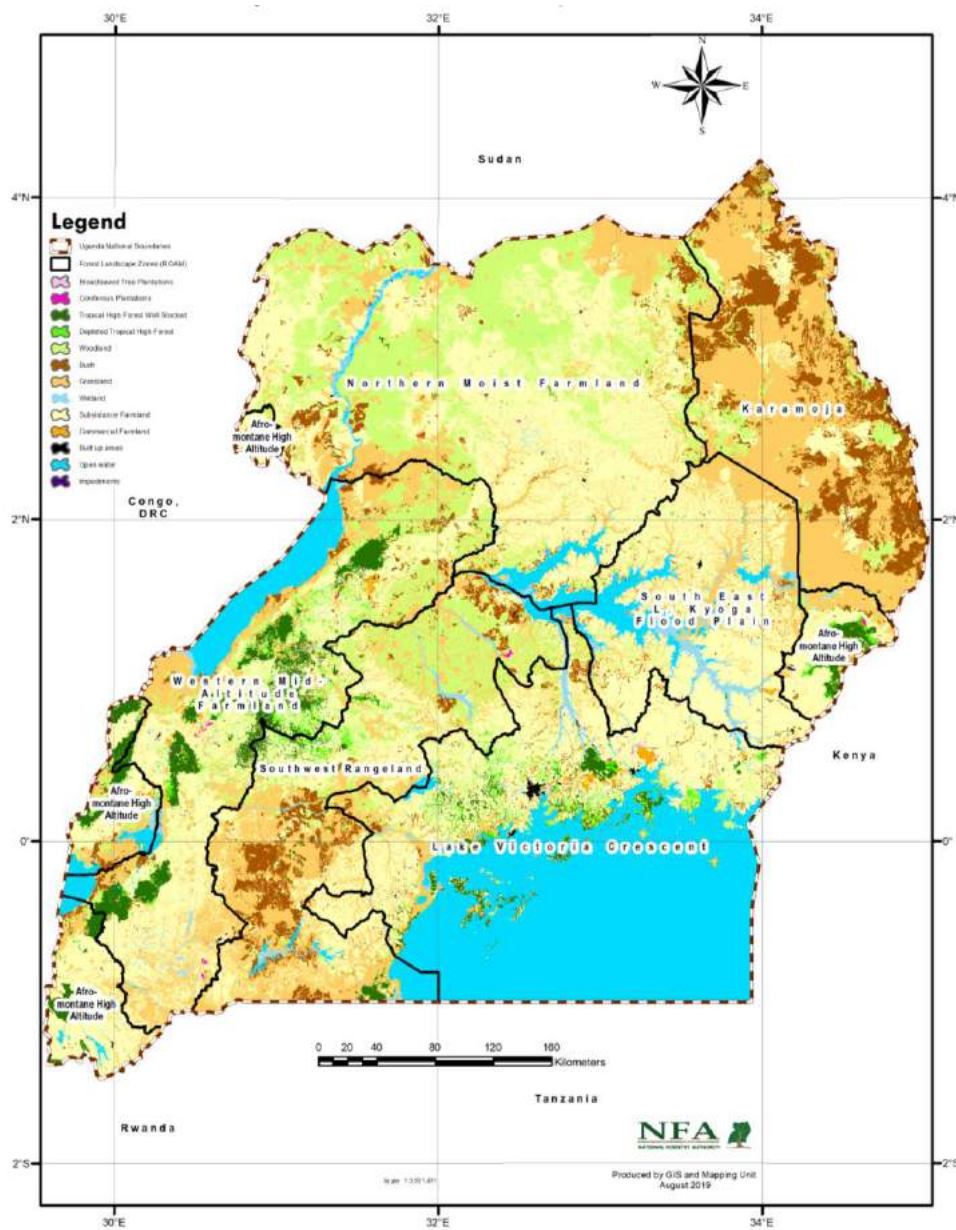 30°E 32°E 34°E
N
W E
S
Sudan
4°N 4°N
Legend
Uganda National Boundaries
Forest Landscape Zones (ROAM)
Broadleaved Tree Plantations
Coniferous Plantations
Tropical High Forest Well Stocked
Depleted Tropical High Forest
Woodland
Bush
Grassland
Wetland
Subsistance Farmland
Commercial Farmland
Built up areas
Open water
Impediments
Northern Moist Farmland
Karamoja
Afro-
montane High
Altitude
Congo,
DRC
2°N 2°N
South East
L. Kyoga
Flood Plain
Afro-
montane High
Altitude
Western Mid-
Altitude
Farmland
Kenya
Southwest Rangeland
Afro-
montane High
Altitude
0° 0°
Lake Victoria Crescent
Afro-
montane High
Altitude
0 20 40 80 120 160
Kilometers
Tanzania
Rwanda
NFA
NATIONAL FORESTRY AUTHORITY
2°S 2°S
Produced by GIS and Mapping Unit
August 2019
30°E 32°E 34°E